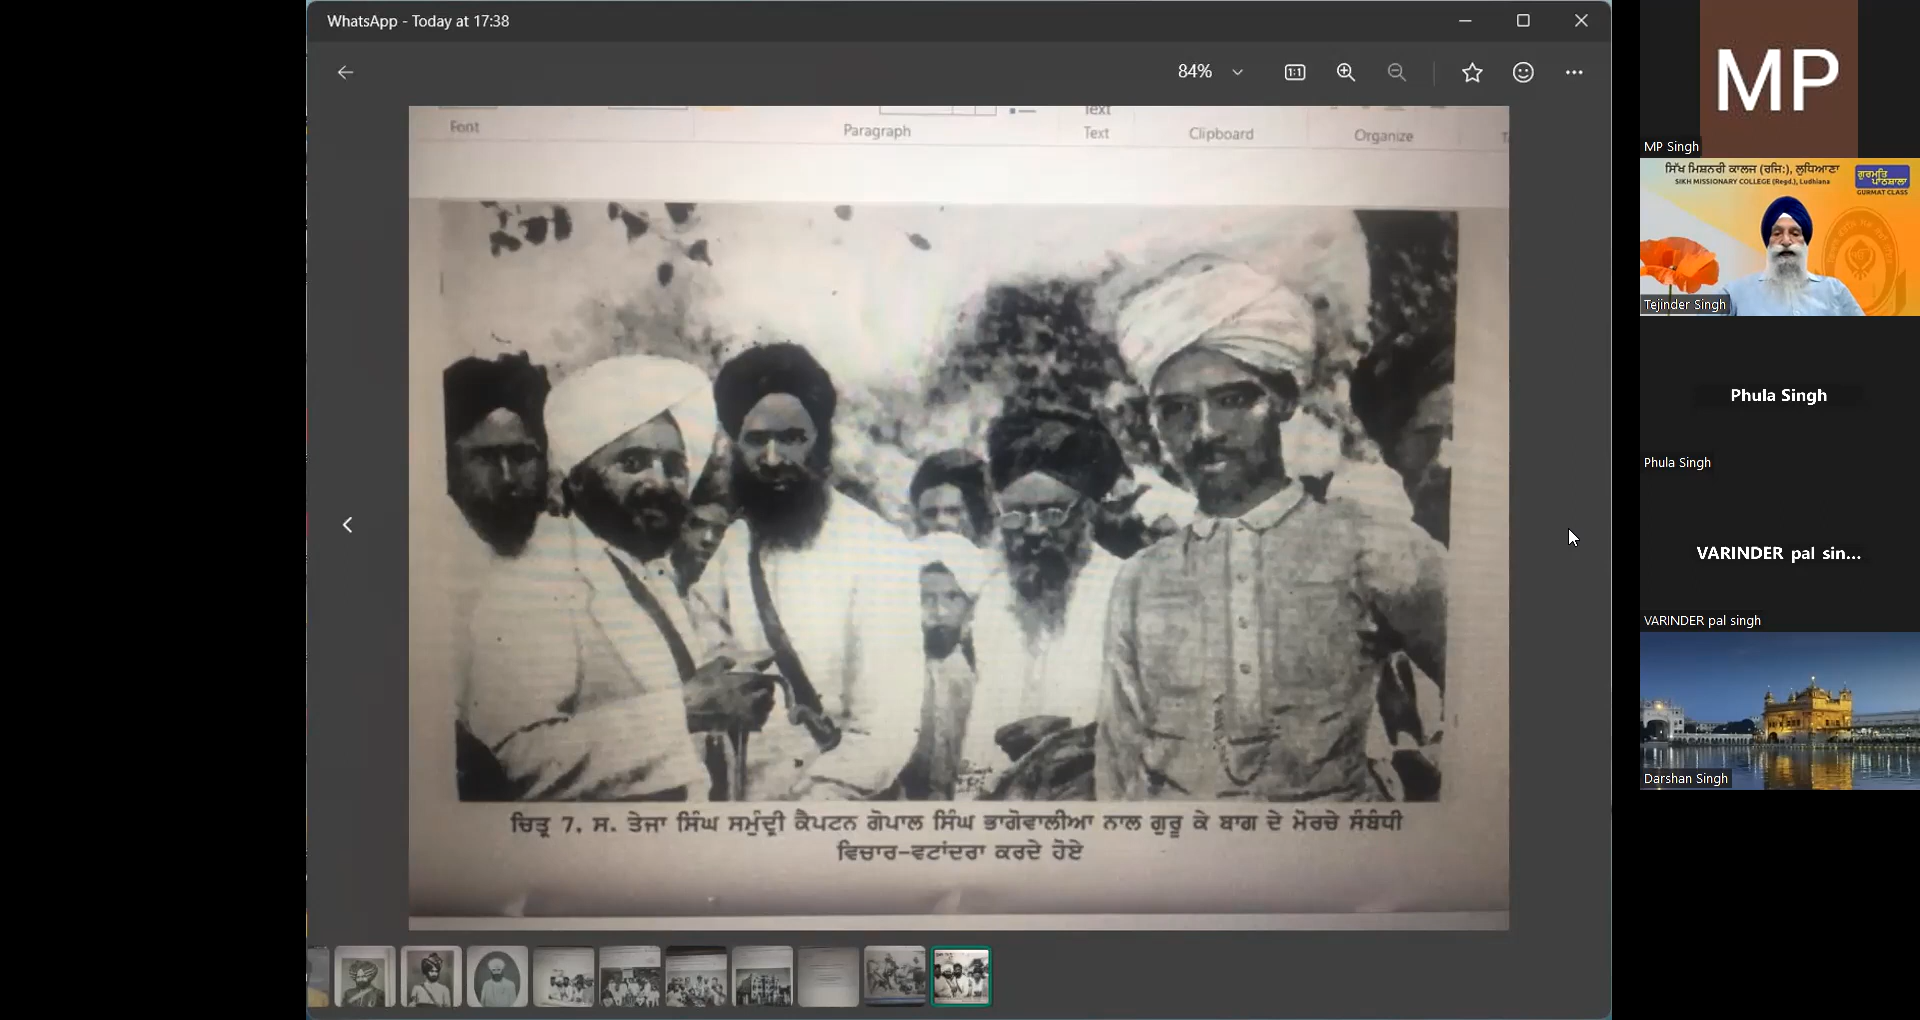 WhatsApp - Today at 17:38
84%
Font
Paragraph
Text
Text
Clipboard
Organize
ਚਿਤ੍ਰ 7. ਸ. ਤੇਜਾ ਸਿੰਘ ਸਮੁੰਦ੍ਰੀ ਕੈਪਟਨ ਗੋਪਾਲ ਸਿੰਘ ਭਾਗੋਵਾਲੀਆ ਨਾਲ ਗੁਰੂ ਕੇ ਬਾਗ ਦੇ ਮੋਰਚੇ ਸੰਬੰਧੀ
ਵਿਚਾਰ-ਵਟਾਂਦਰਾ ਕਰਦੇ ਹੋਏ
MP
MP Singh
ਸਿੱਖ ਮਿਸ਼ਨਰੀ ਕਾਲਜ (ਰਜਿ:), ਲੁਧਿਆਣਾ
SIKH MISSIONARY COLLEGE (Regd.), Ludhiana
ਗੁਰਮਤਿ
ਪਾਠਸ਼ਾਲਾ
GURMAT CLASS
Tejinder Singh
Phula Singh
Phula Singh
VARINDER pal sin...
VARINDER pal singh
Darshan Singh